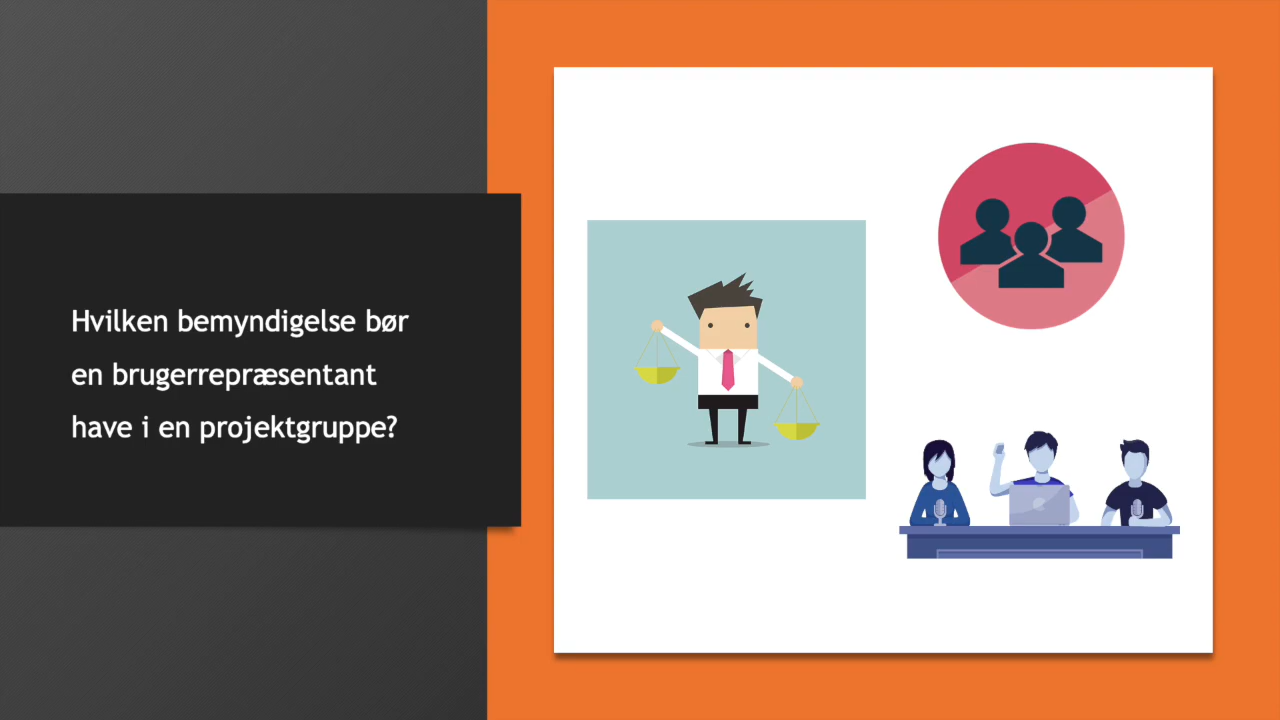 Hvilken bemyndigelse bør
en brugerrepræsentant
have i en projektgruppe?